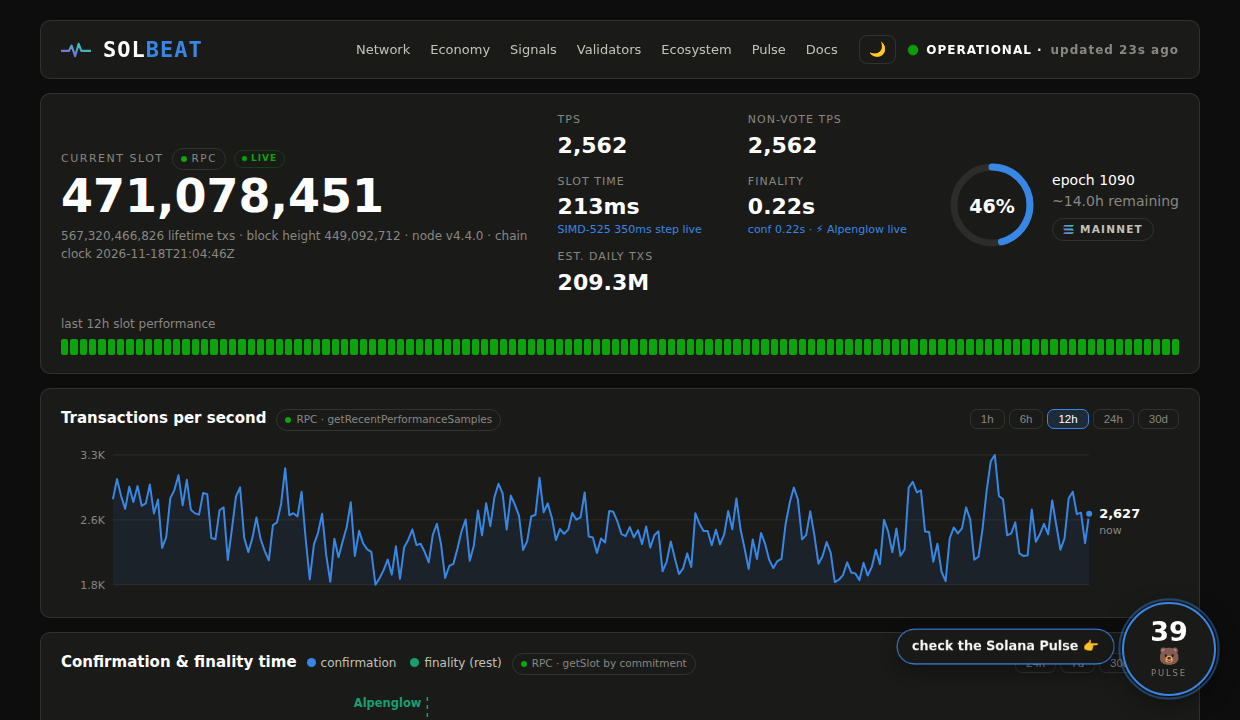 SOLBEAT
Network Economy Signals Validators Ecosystem Pulse Docs 🌙 OPERATIONAL · updated 23s ago
CURRENT SLOT RPC LIVE
471,078,451
567,320,466,826 lifetime txs · block height 449,092,712 · node v4.4.0 · chain
clock 2026-11-18T21:04:46Z
TPS
2,562
NON-VOTE TPS
2,562
SLOT TIME
213ms
SIMD-525 350ms step live
FINALITY
0.22s
conf 0.22s · ⚡ Alpenglow live
EST. DAILY TXS
209.3M
46%
epoch 1090
~14.0h remaining
MAINNET
last 12h slot performance
Transactions per second RPC · getRecentPerformanceSamples
1h 6h 12h 24h 30d
3.3K
2.6K
1.8K
2,627
now
Confirmation & finality time confirmation finality (rest) RPC · getSlot by commitment
Alpenglow
check the Solana Pulse 👉
39
🐻
PULSE